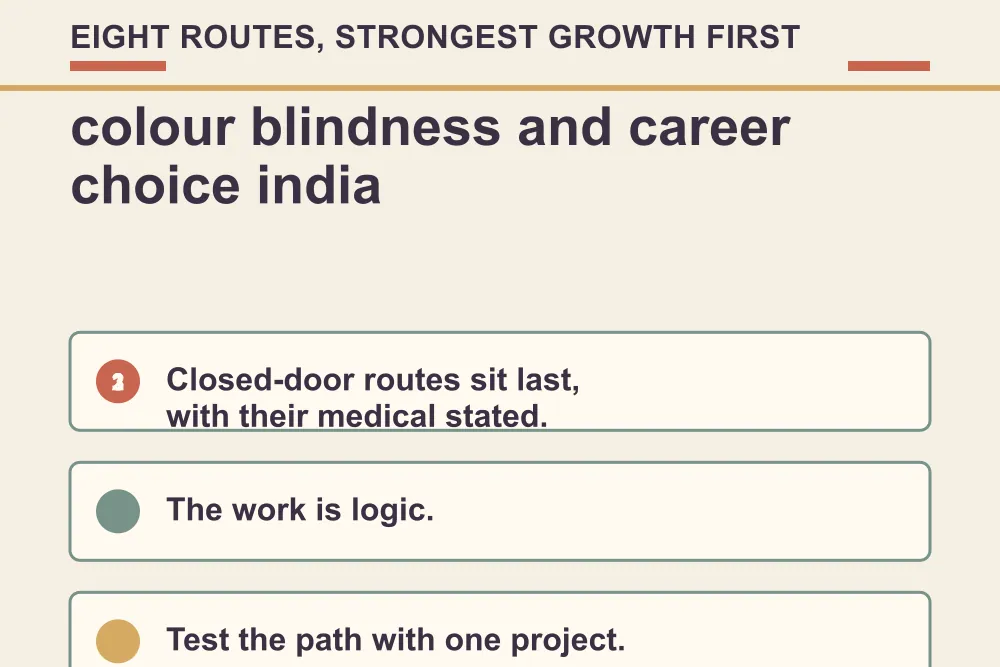 EIGHT ROUTES, STRONGEST GROWTH FIRST
colour blindness and career
choice india
Closed-door routes sit last,
with their medical stated.
The work is logic.
Test the path with one project.